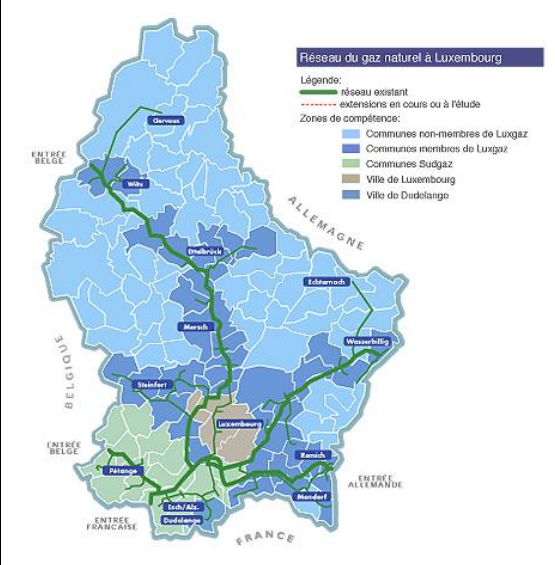 Réseau du gaz naturel à Luxembourg
Légende:
réseau existant
extensions en cours ou à l'étude
Zones de compétence:
Communes non-membres de Luxgaz
Communes membres de Luxgaz
Communes Sudgaz
Ville de Luxembourg
Ville de Dudelange
Clervaux
ENTRÉE
BELGE
Wiltz
ALLEMAGNE
Ettelbrück
Echternach
Mersch
Wasserbillig
BELGIQUE
Steinfort
Luxembourg
ENTRÉE
BELGE
Pétange
Remich
ENTRÉE
ALLEMANDE
Mondorf
Esch/Alz.
Dudelange
ENTRÉE
FRANCAISE
FRANCE